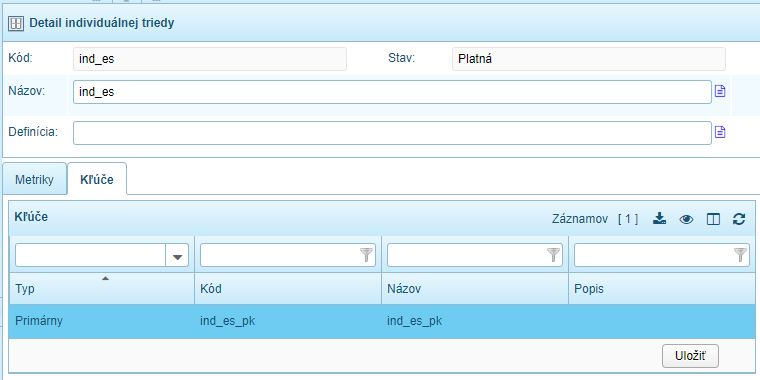 Detail individuálnej triedy
Kód: ind_es Stav: Platná
Názov: ind_es
Definícia:
Metriky Kľúče
Kľúče Záznamov [ 1 ]
Typ Kód Názov Popis
Primárny ind_es_pk ind_es_pk
Uložiť